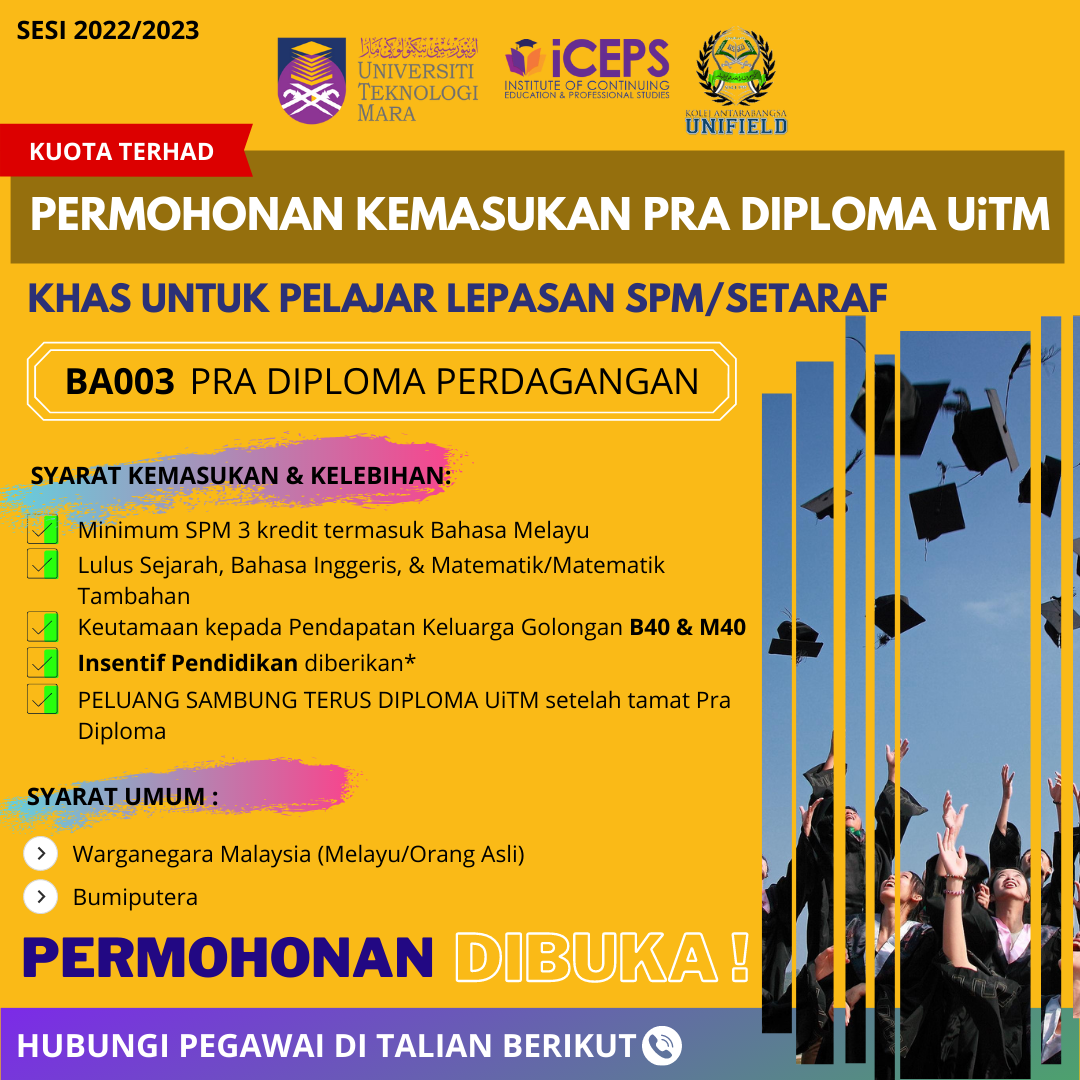 SESI 2022/2023
UNIVERSITI
TEKNOLOGI
MARA
iCEPS
INSTITUTE OF CONTINUING
EDUCATION & PROFESSIONAL STUDIES
KOLEJ ANTARABANGSA
UNIFIELD
KUOTA TERHAD
PERMOHONAN KEMASUKAN PRA DIPLOMA UiTM
KHAS UNTUK PELAJAR LEPASAN SPM/SETARAF
BA003 PRA DIPLOMA PERDAGANGAN
SYARAT KEMASUKAN & KELEBIHAN:
Minimum SPM 3 kredit termasuk Bahasa Melayu
Lulus Sejarah, Bahasa Inggeris, & Matematik/Matematik
Tambahan
Keutamaan kepada Pendapatan Keluarga Golongan B40 & M40
Insentif Pendidikan diberikan*
PELUANG SAMBUNG TERUS DIPLOMA UiTM setelah tamat Pra
Diploma
SYARAT UMUM :
Warganegara Malaysia (Melayu/Orang Asli)
Bumiputera
PERMOHONAN DIBUKA !
HUBUNGI PEGAWAI DI TALIAN BERIKUT